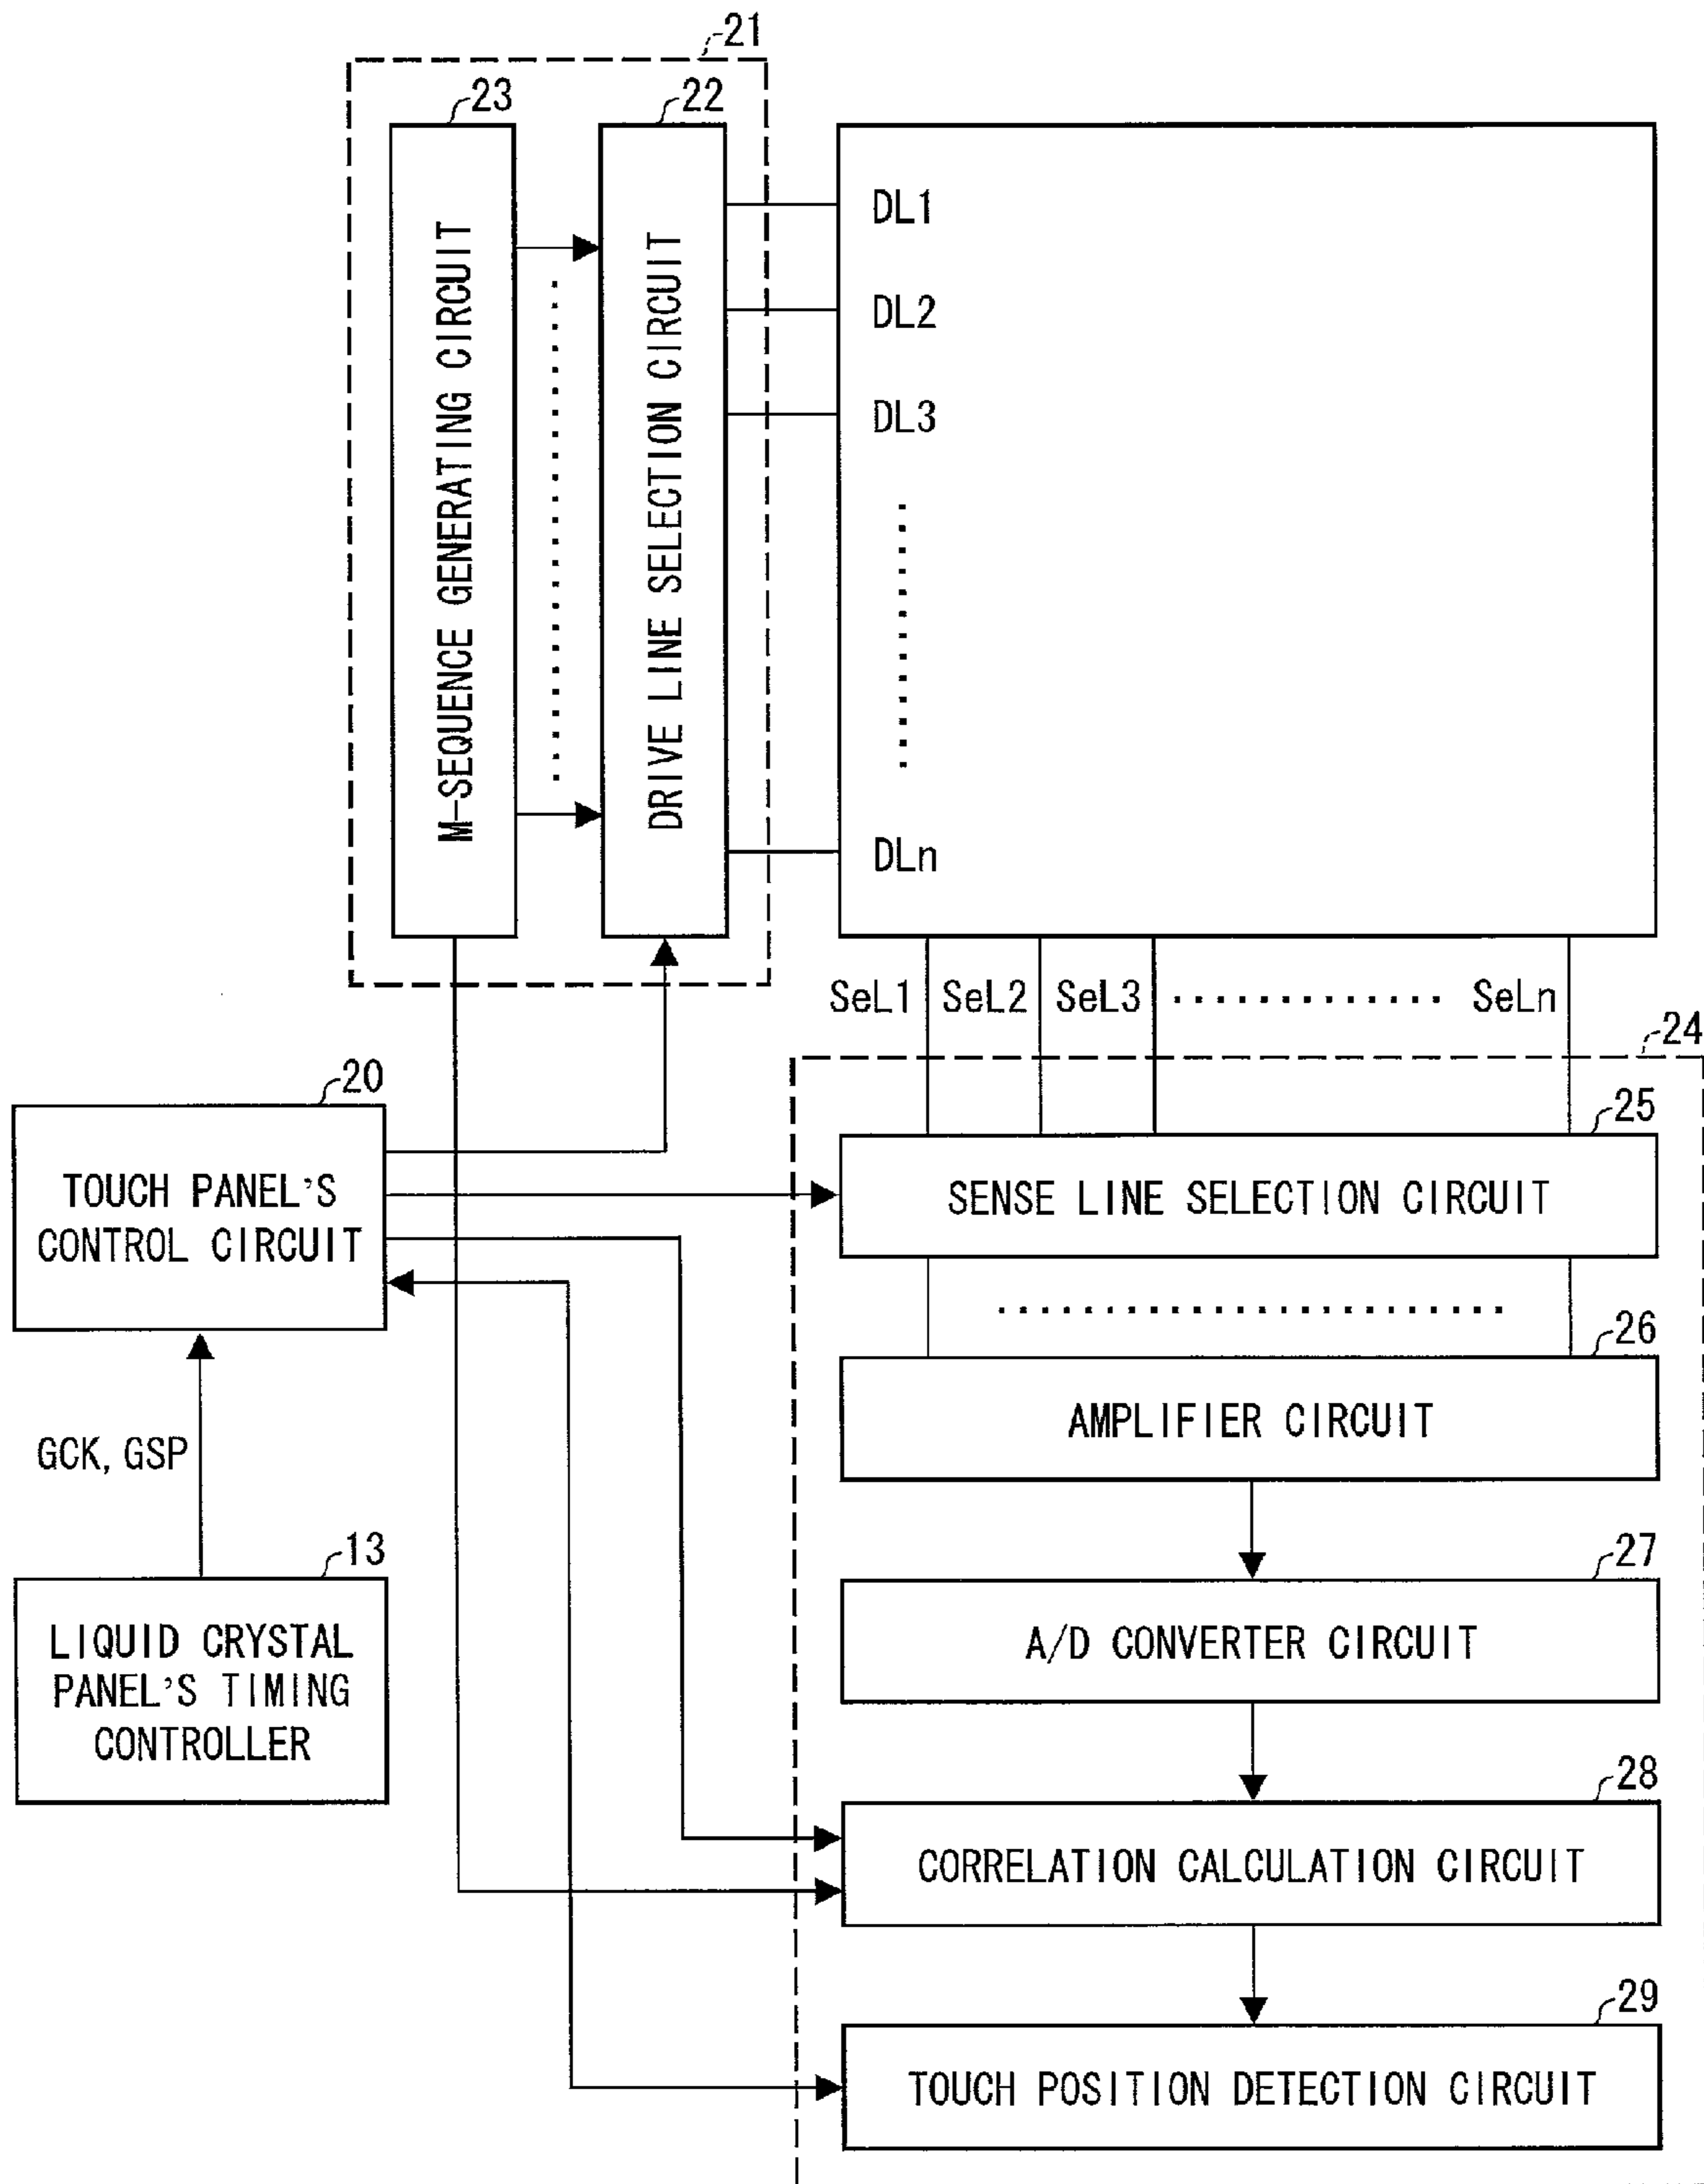 21
23
22
M-SEQUENCE GENERATING CIRCUIT
DRIVE LINE SELECTION CIRCUIT
DL1
DL2
DL3
DLn
SeL1 SeL2 SeL3 ............. SeLn
24
20
TOUCH PANEL'S
CONTROL CIRCUIT
25
SENSE LINE SELECTION CIRCUIT
26
AMPLIFIER CIRCUIT
GCK, GSP
13
LIQUID CRYSTAL
PANEL'S TIMING
CONTROLLER
27
A/D CONVERTER CIRCUIT
28
CORRELATION CALCULATION CIRCUIT
29
TOUCH POSITION DETECTION CIRCUIT